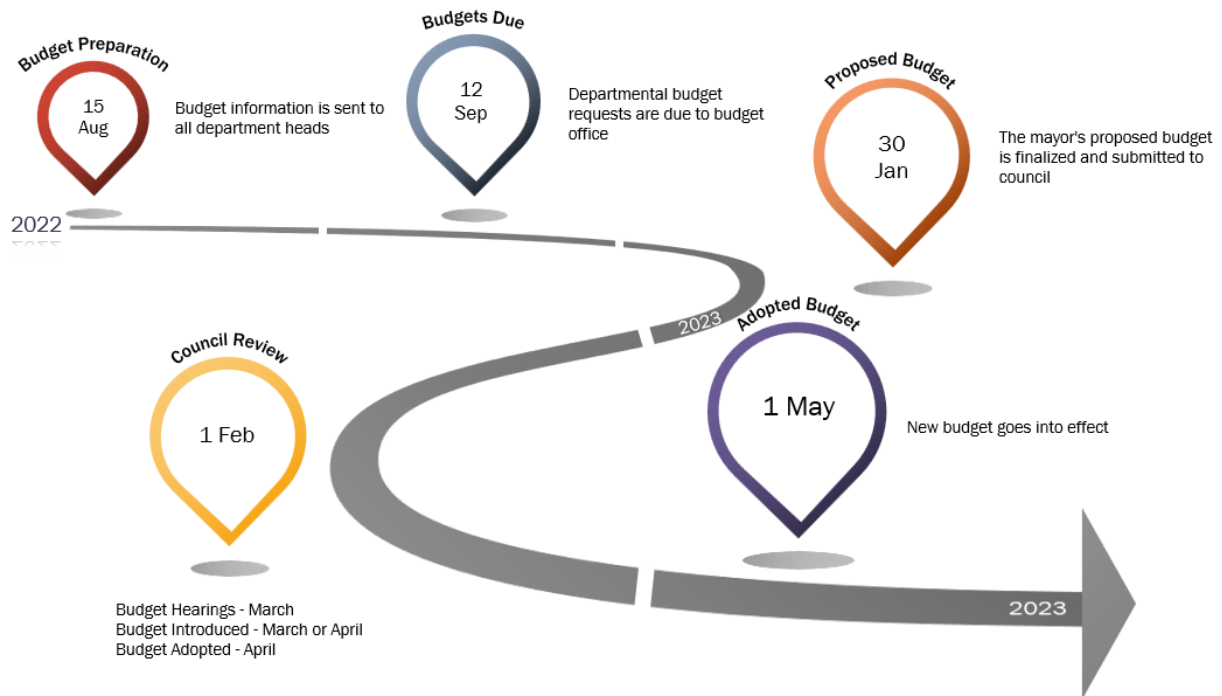 Budget Preparation
15
Aug
Budget information is sent to
all department heads
Budgets Due
12
Sep
Departmental budget
requests are due to budget
office
Proposed Budget
30
Jan
The mayor's proposed budget
is finalized and submitted to
council
2022
2023
Council Review
1 Feb
Budget Hearings - March
Budget Introduced - March or April
Budget Adopted - April
Adopted Budget
1 May
New budget goes into effect
2023